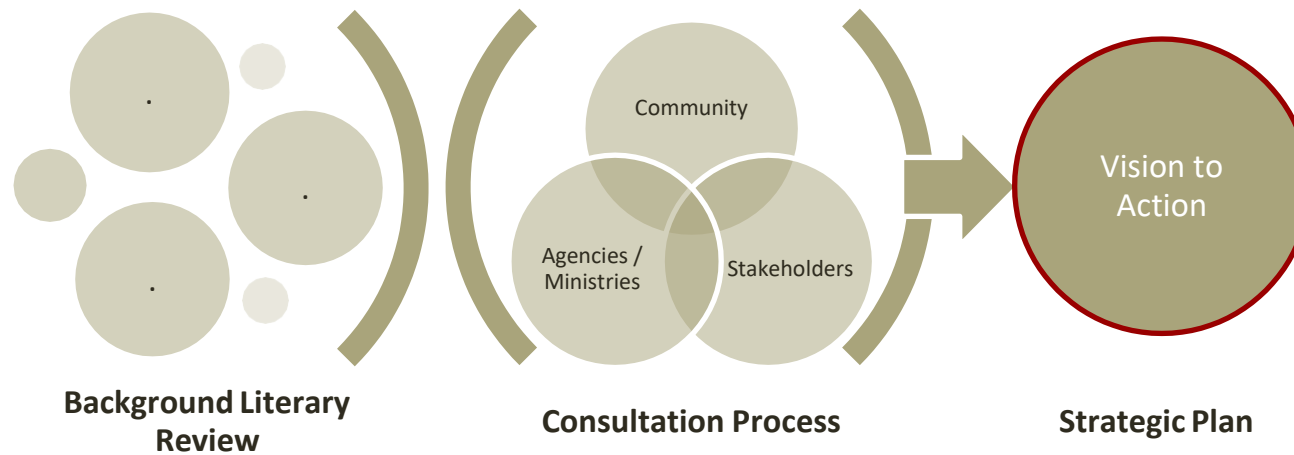 .
.
.
Community
Agencies /
Ministries
Stakeholders
Vision to
Action
Background Literary
Review
Consultation Process
Strategic Plan